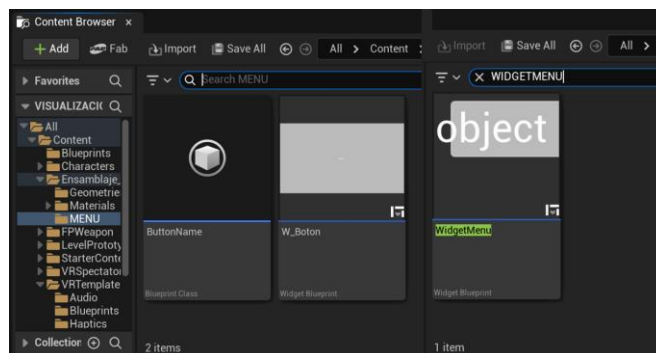 Content Browser ×
+ Add Fab Import Save All All > Content
Favorites
Search MENU
VISUALIZACIC
All
Content
Blueprints
Characters
Ensamblaje_
Geometrie
Materials
MENU
FPWeapon
LevelPrototy
StarterConte
VRSpectator
VRTemplate
Audio
Blueprints
Haptics
Collection
ButtonName
Blueprint Class
W_Boton
Widget Blueprint
2 items
Import Save All All >
WIDGETMENU
object
WidgetMenu
Widget Blueprint
1 item